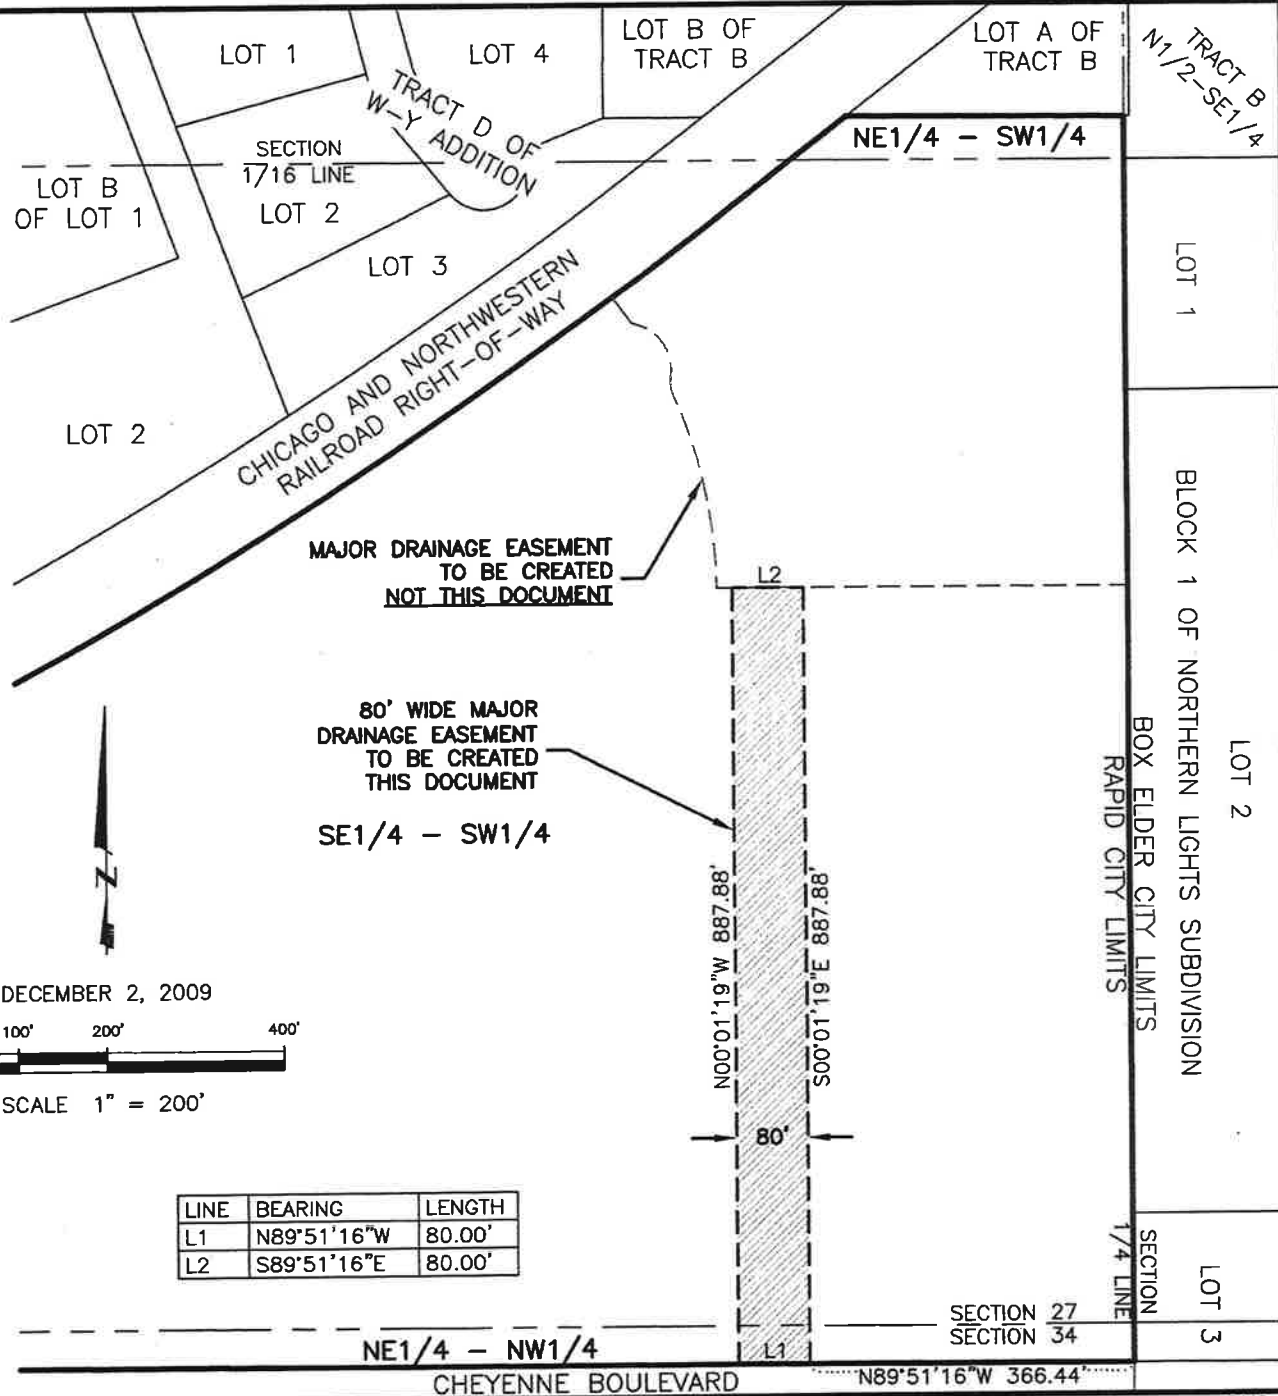 LOT 1
LOT 4
LOT B OF
TRACT B
LOT A OF
TRACT B
TRACT B
N1/2-SE1/4
TRACT D OF
W-Y ADDITION
NE1/4 - SW1/4
SECTION
1/16 LINE
LOT B
OF LOT 1
LOT 2
LOT 3
LOT 1
CHICAGO AND NORTHWESTERN
RAILROAD RIGHT-OF-WAY
LOT 2
MAJOR DRAINAGE EASEMENT
TO BE CREATED
NOT THIS DOCUMENT
L2
BLOCK 1 OF NORTHERN LIGHTS SUBDIVISION
LOT 2
BOX ELDER CITY LIMITS
RAPID CITY LIMITS
80' WIDE MAJOR
DRAINAGE EASEMENT
TO BE CREATED
THIS DOCUMENT
SE1/4 - SW1/4
N
N00°01'19"W 887.88'
S00°01'19"E 887.88'
DECEMBER 2, 2009
100' 200' 400'
SCALE 1" = 200'
80'
LINE BEARING LENGTH
L1 N89°51'16"W 80.00'
L2 S89°51'16"E 80.00'
SECTION
1/4 LINE
LOT 3
SECTION 27
SECTION 34
NE1/4 - NW1/4
L1
CHEYENNE BOULEVARD
N89°51'16"W 366.44'